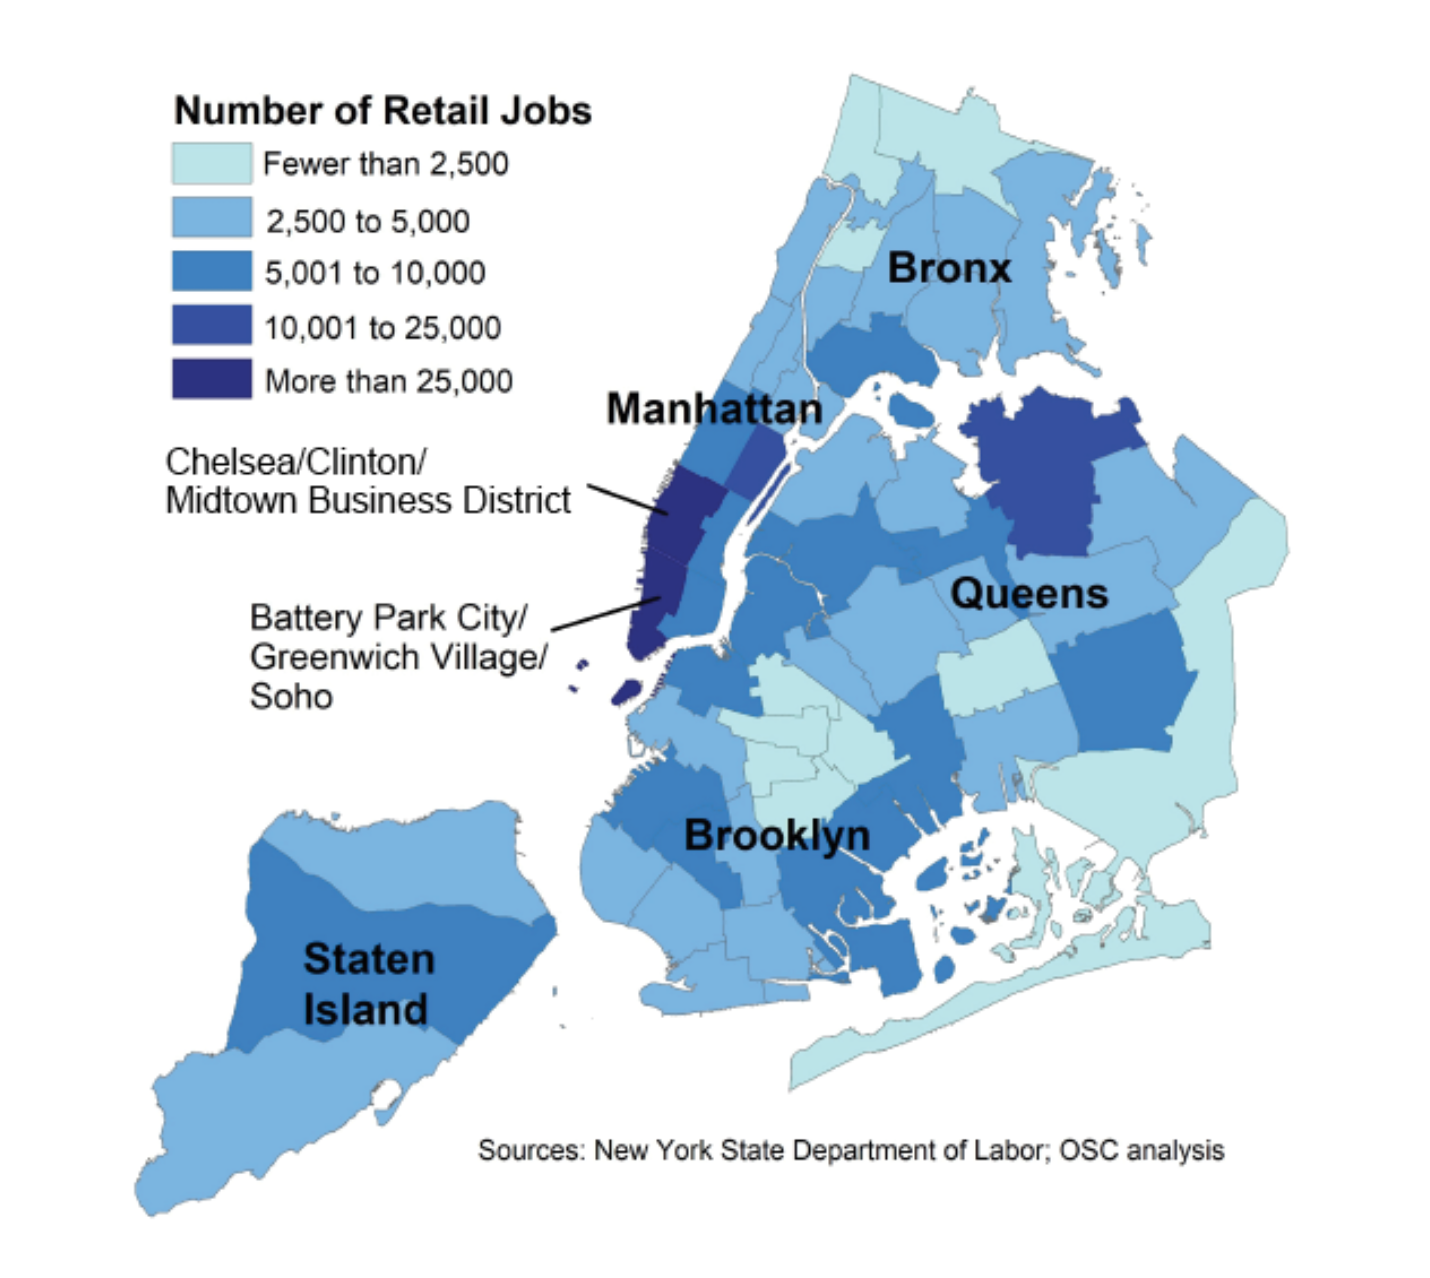 Number of Retail Jobs
Fewer than 2,500
2,500 to 5,000
5,001 to 10,000
10,001 to 25,000
More than 25,000
Chelsea/Clinton/
Midtown Business District
Battery Park City/
Greenwich Village/
Soho
Bronx
Manhattan
Queens
Brooklyn
Staten
Island
Sources: New York State Department of Labor; OSC analysis